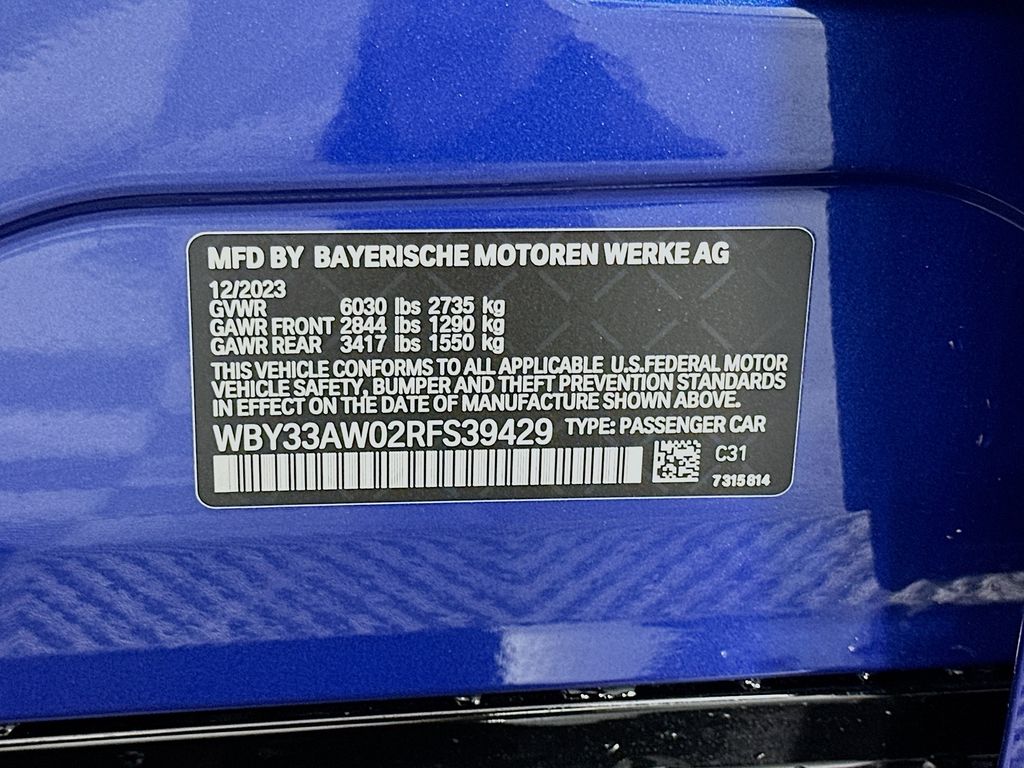 MFD BY BAYERISCHE MOTOREN WERKE AG
12/2023
GVWR 6030 lbs 2735 kg
GAWR FRONT 2844 lbs 1290 kg
GAWR REAR 3417 lbs 1550 kg
THIS VEHICLE CONFORMS TO ALL APPLICABLE U.S.FEDERAL MOTOR
VEHICLE SAFETY, BUMPER AND THEFT PREVENTION STANDARDS
IN EFFECT ON THE DATE OF MANUFACTURE SHOWN ABOVE.
WBY33AW02RFS39429 TYPE: PASSENGER CAR
C31
7315814